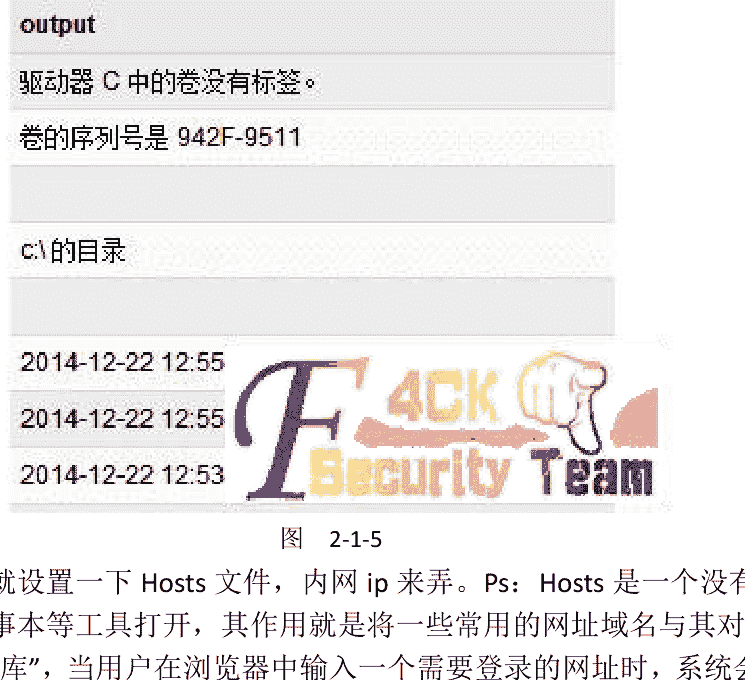 output
驱动器 C 中的卷没有标签。
卷的序列号是 942F-9511
c:\ 的目录
2014-12-22 12:55
2014-12-22 12:55
2014-12-22 12:53
F4CK
Security Team
图 2-1-5
就设置一下 Hosts 文件，内网 ip 来弄。Ps：Hosts 是一个没有
事本等工具打开，其作用就是将一些常用的网址域名与其对
库”，当用户在浏览器中输入一个需要登录的网址时，系统会